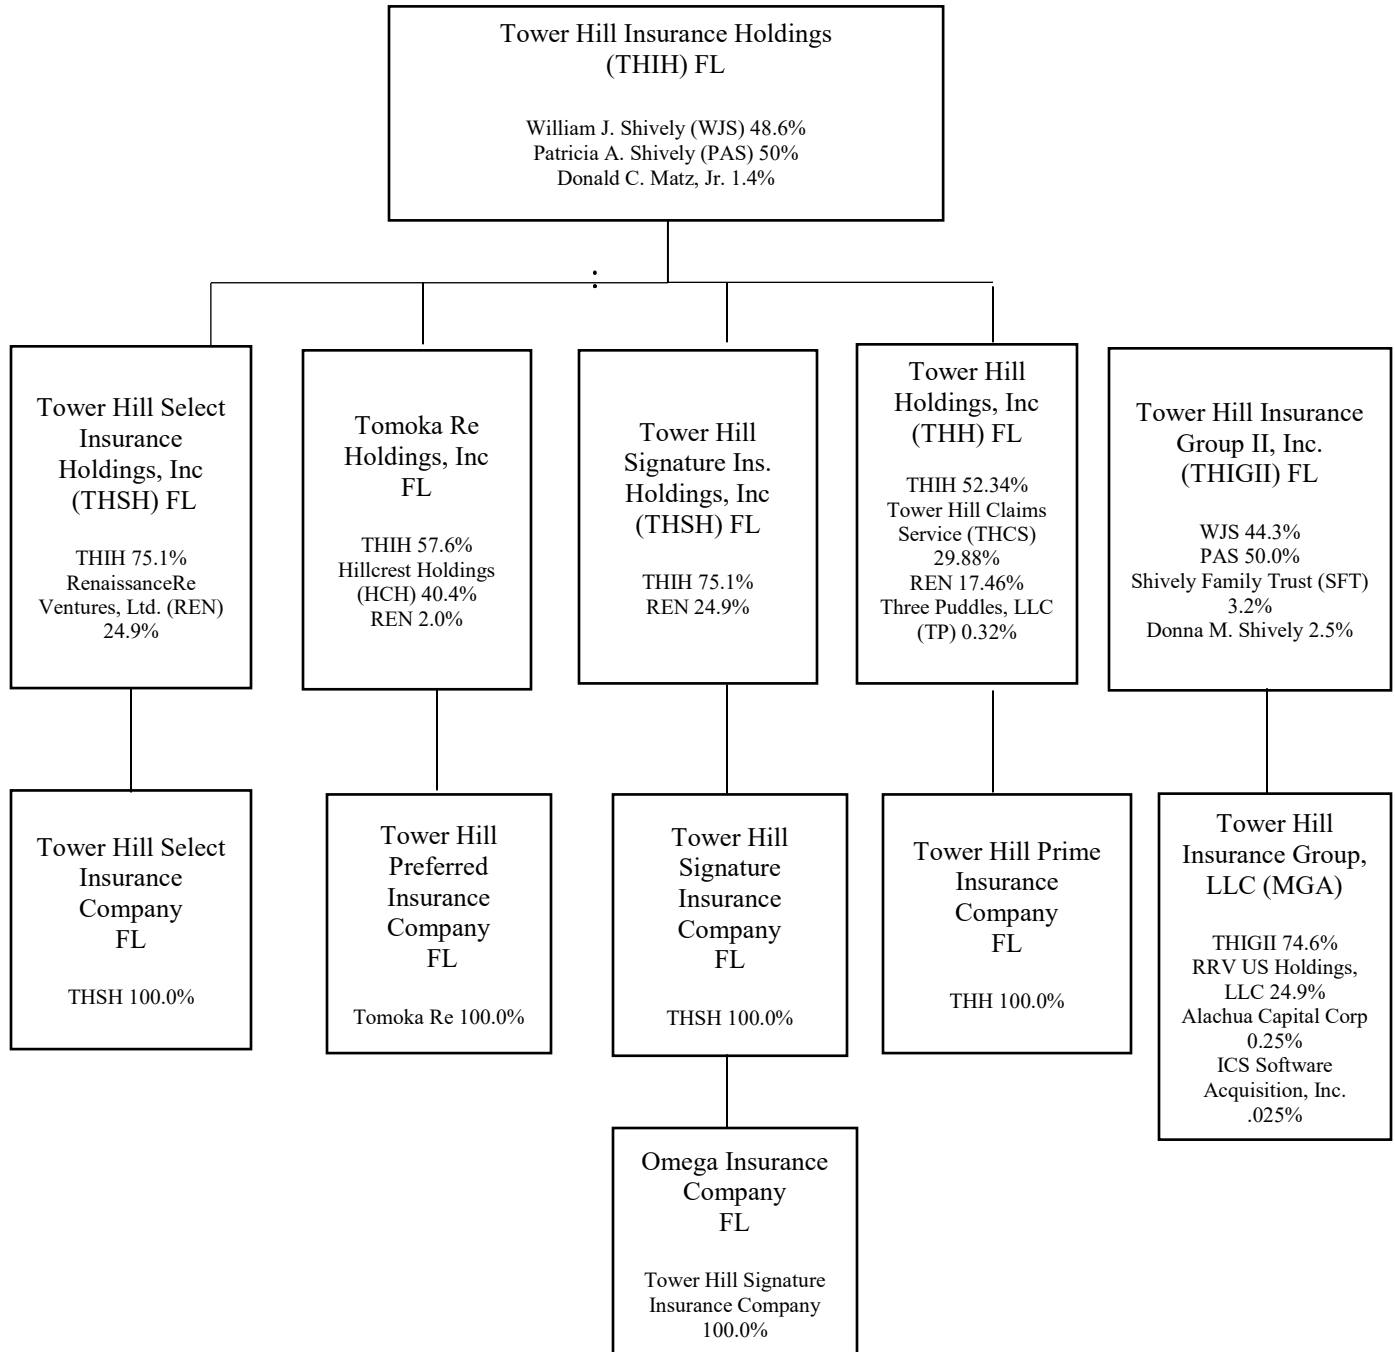 Tower Hill Insurance Holdings
(THIH) FL
William J. Shively (WJS) 48.6%
Patricia A. Shively (PAS) 50%
Donald C. Matz, Jr. 1.4%
:
Tower Hill Select
Insurance
Holdings, Inc
(THSH) FL
THIH 75.1%
RenaissanceRe
Ventures, Ltd. (REN)
24.9%
Tomoka Re
Holdings, Inc
FL
THIH 57.6%
Hillcrest Holdings
(HCH) 40.4%
REN 2.0%
Tower Hill
Signature Ins.
Holdings, Inc
(THSH) FL
THIH 75.1%
REN 24.9%
Tower Hill
Holdings, Inc
(THH) FL
THIH 52.34%
Tower Hill Claims
Service (THCS)
29.88%
REN 17.46%
Three Puddles, LLC
(TP) 0.32%
Tower Hill Insurance
Group II, Inc.
(THIGII) FL
WJS 44.3%
PAS 50.0%
Shively Family Trust (SFT)
3.2%
Donna M. Shively 2.5%
Tower Hill Select
Insurance
Company
FL
THSH 100.0%
Tower Hill
Preferred
Insurance
Company
FL
Tomoka Re 100.0%
Tower Hill
Signature
Insurance
Company
FL
THSH 100.0%
Tower Hill Prime
Insurance
Company
FL
THH 100.0%
Tower Hill
Insurance Group,
LLC (MGA)
THIGII 74.6%
RRV US Holdings,
LLC 24.9%
Alachua Capital Corp
0.25%
ICS Software
Acquisition, Inc.
.025%
Omega Insurance
Company
FL
Tower Hill Signature
Insurance Company
100.0%